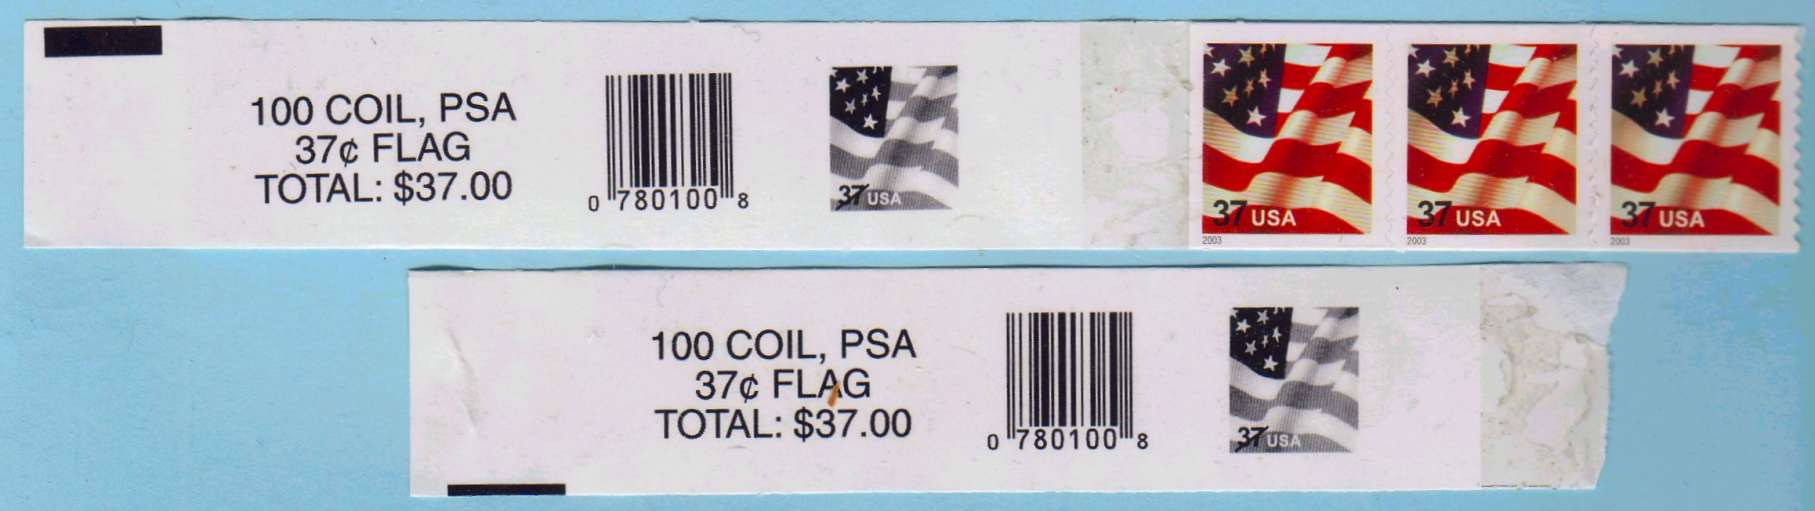 100 COIL, PSA
37¢ FLAG
TOTAL: $37.00
0 780100 8
37 USA
37 USA
2003
37 USA
2003
37 USA
2003
100 COIL, PSA
37¢ FLAG
TOTAL: $37.00
0 780100 8
37 USA